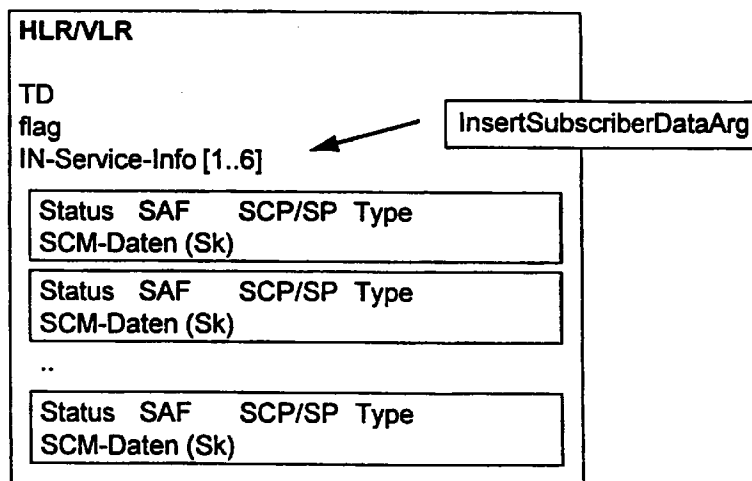 HLR/VLR
TD
flag
InsertSubscriberDataArg
IN-Service-Info [1..6]
Status SAF SCP/SP Type
SCM-Daten (Sk)
Status SAF SCP/SP Type
SCM-Daten (Sk)
..
Status SAF SCP/SP Type
SCM-Daten (Sk)